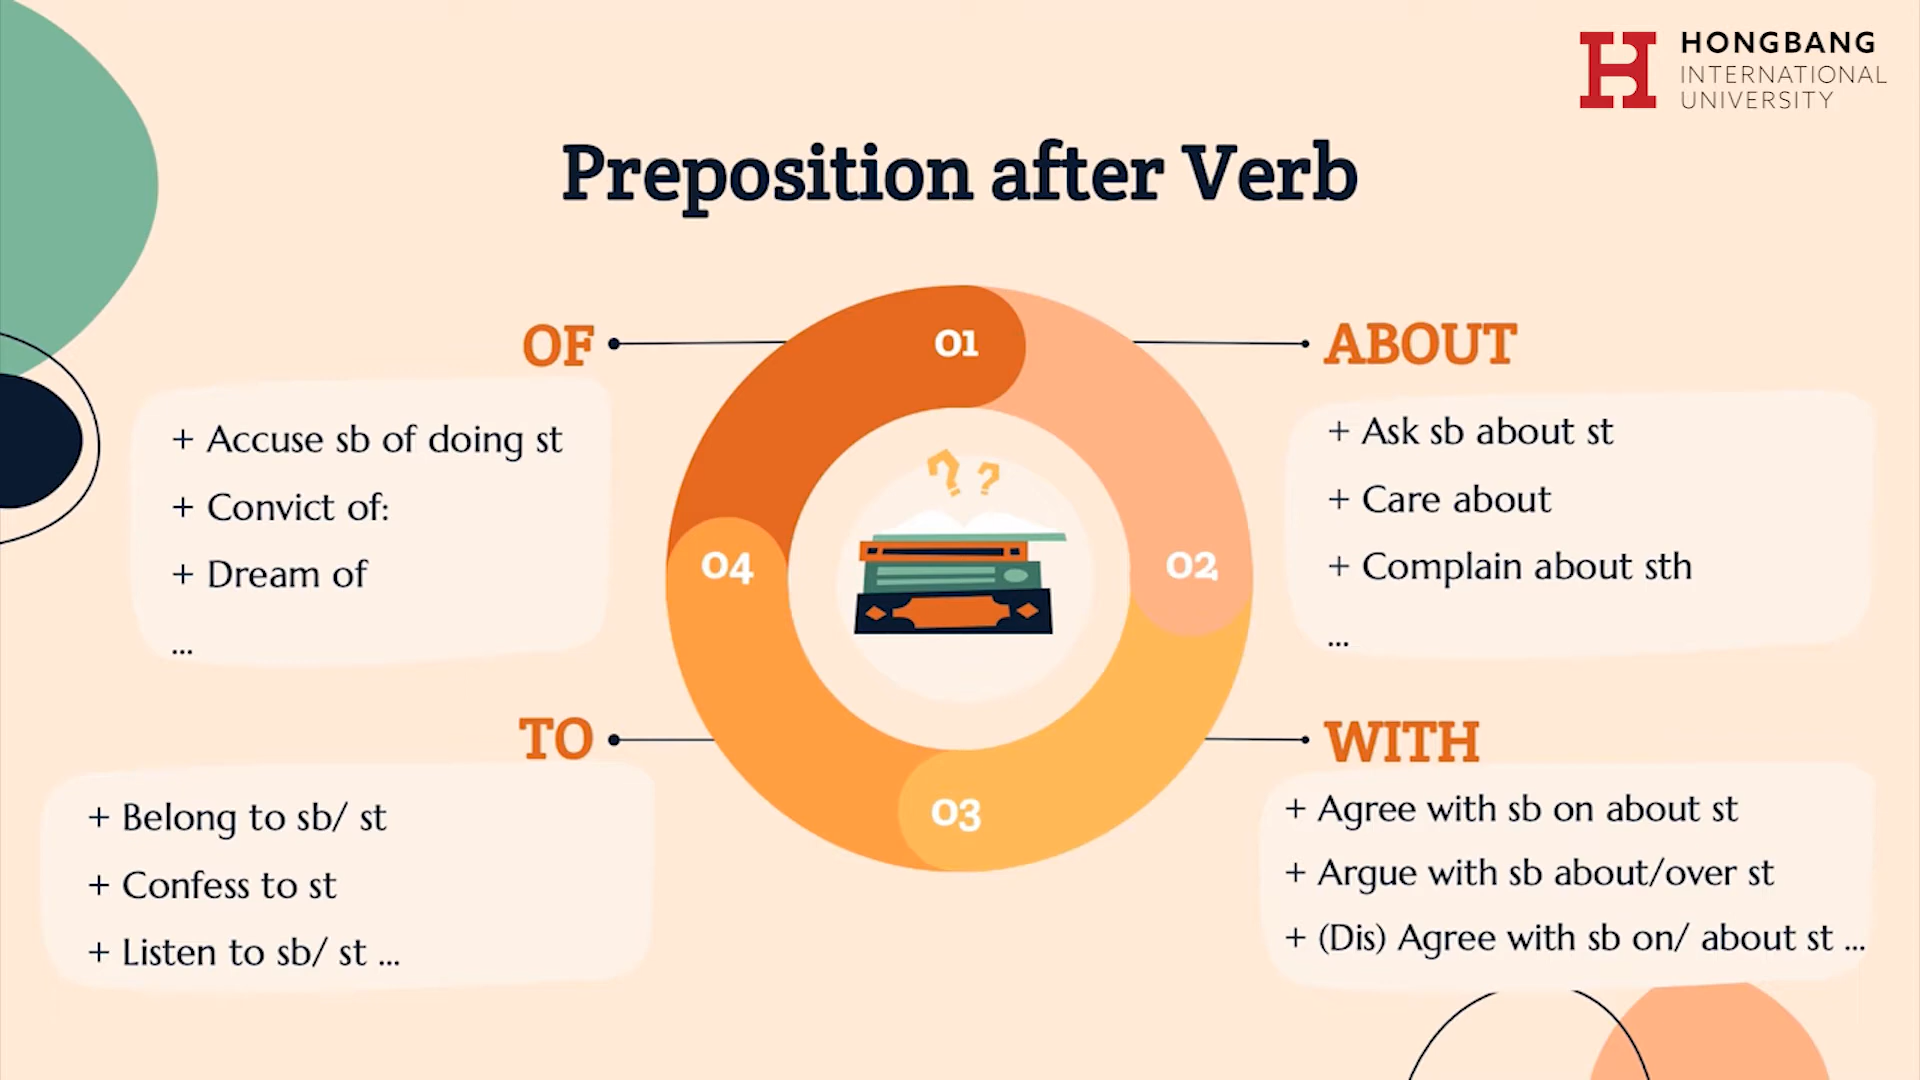 HONGBANG
INTERNATIONAL
UNIVERSITY
Preposition after Verb
OF
+ Accuse sb of doing st
+ Convict of:
+ Dream of
...
01
ABOUT
+ Ask sb about st
+ Care about
+ Complain about sth
...
04
02
TO
+ Belong to sb/ st
+ Confess to st
+ Listen to sb/ st ...
03
WITH
+ Agree with sb on about st
+ Argue with sb about/over st
+ (Dis) Agree with sb on/ about st ...
? ?